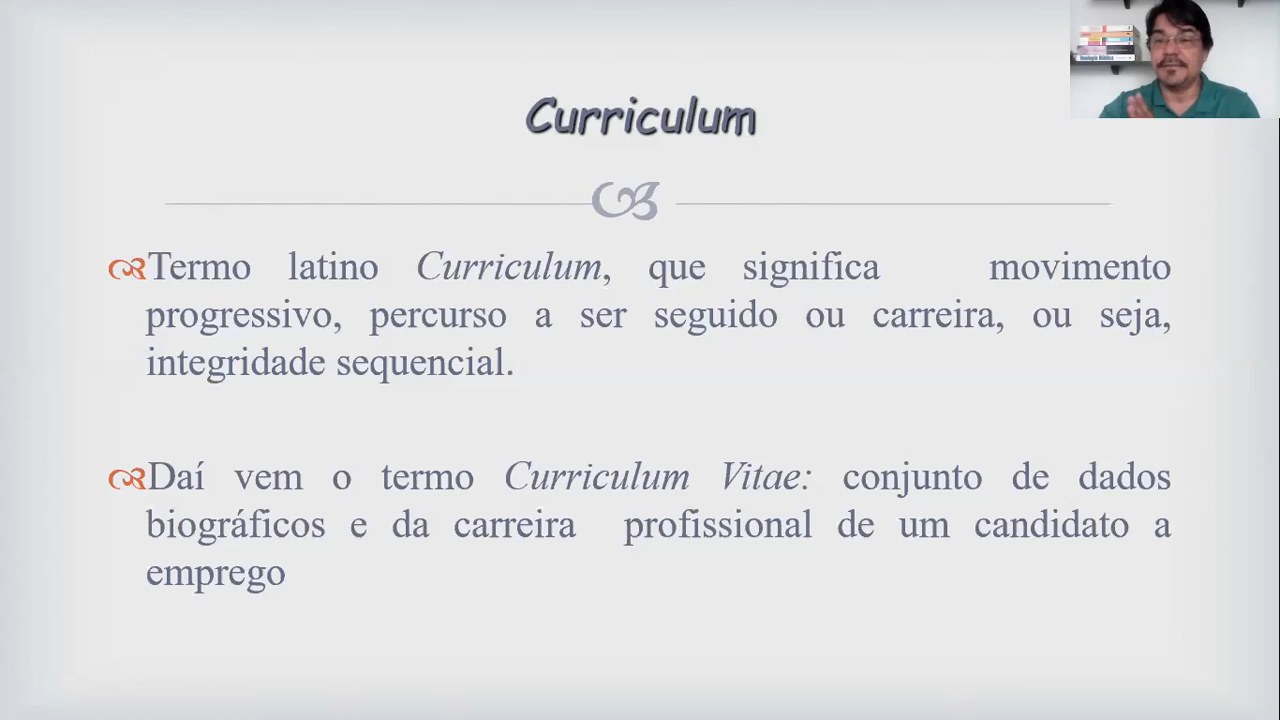 Curriculum
Termo latino Curriculum, que significa movimento
progressivo, percurso a ser seguido ou carreira, ou seja,
integridade sequencial.
Daí vem o termo Curriculum Vitae: conjunto de dados
biográficos e da carreira profissional de um candidato a
emprego